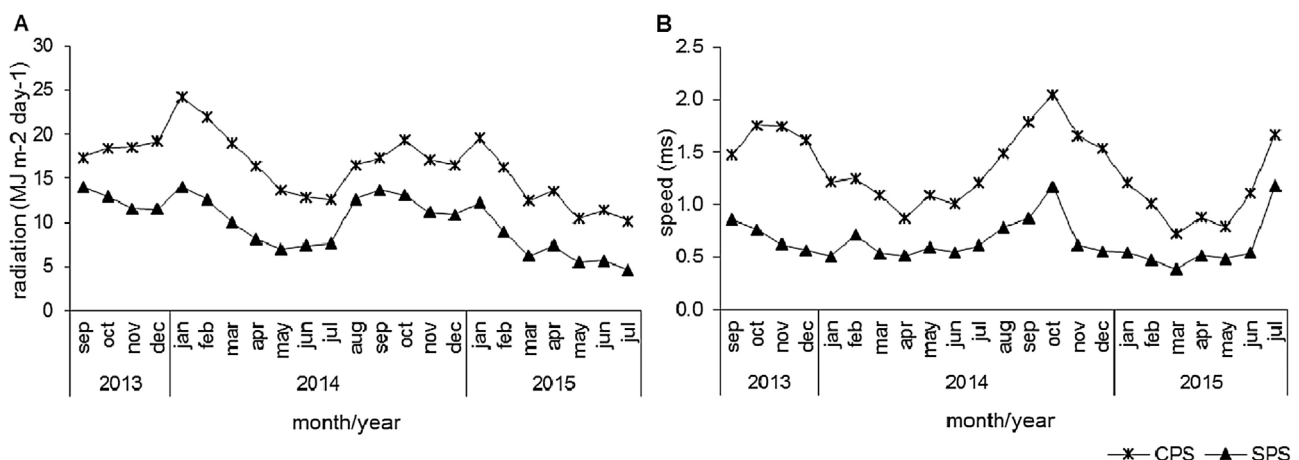 A
radiation (MJ m-2 day-1)
30
25
20
15
10
5
0
sep oct nov dec jan feb mar apr may jun jul aug sep oct nov dec jan feb mar apr may jun jul
2013 2014 2015
month/year
B
speed (ms)
2.5
2.0
1.5
1.0
0.5
0.0
sep oct nov dec jan feb mar apr may jun jul aug sep oct nov dec jan feb mar apr may jun jul
2013 2014 2015
month/year
CPS SPS